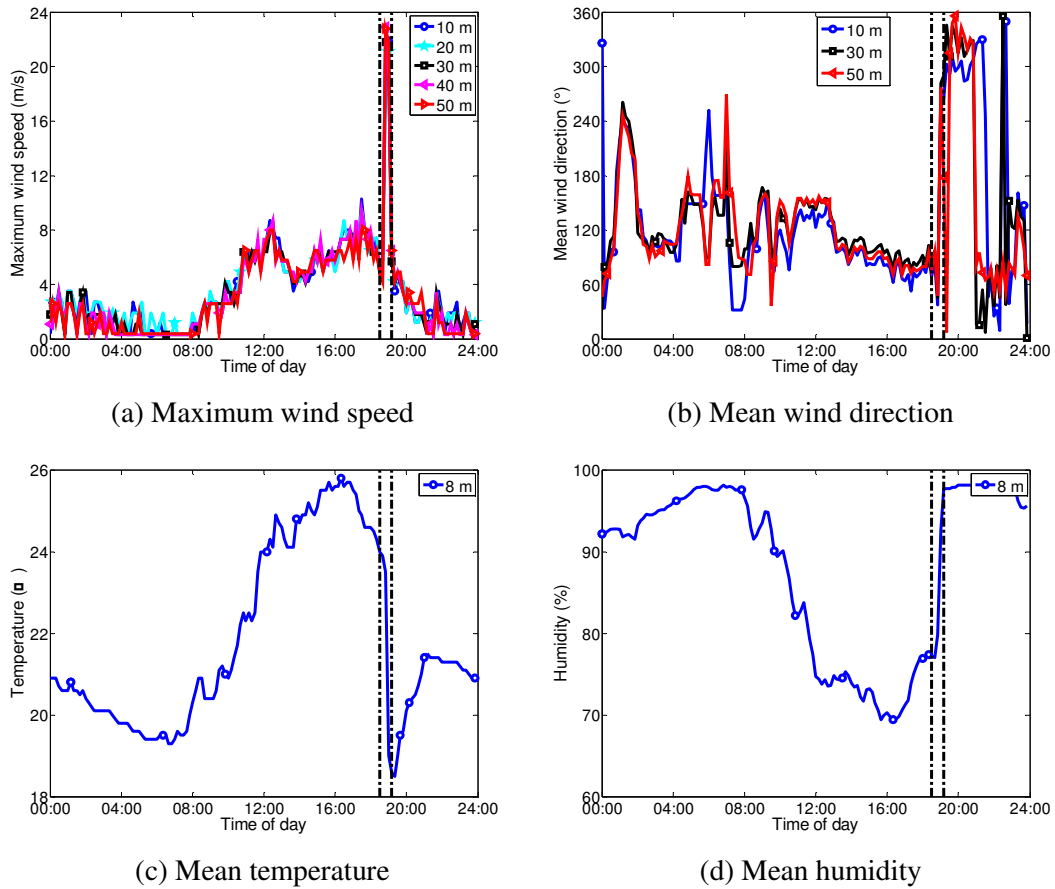 24
20
16
12
8
4
0
Maximum wind speed (m/s)
10 m
20 m
30 m
40 m
50 m
00:00 04:00 08:00 12:00 16:00 20:00 24:00
Time of day
(a) Maximum wind speed
360
300
240
180
120
60
0
Mean wind direction (°)
10 m
30 m
50 m
00:00 04:00 08:00 12:00 16:00 20:00 24:00
Time of day
(b) Mean wind direction
26
24
22
20
18
Temperature ( )
8 m
00:00 04:00 08:00 12:00 16:00 20:00 24:00
Time of day
(c) Mean temperature
100
90
80
70
60
Humidity (%)
8 m
00:00 04:00 08:00 12:00 16:00 20:00 24:00
Time of day
(d) Mean humidity